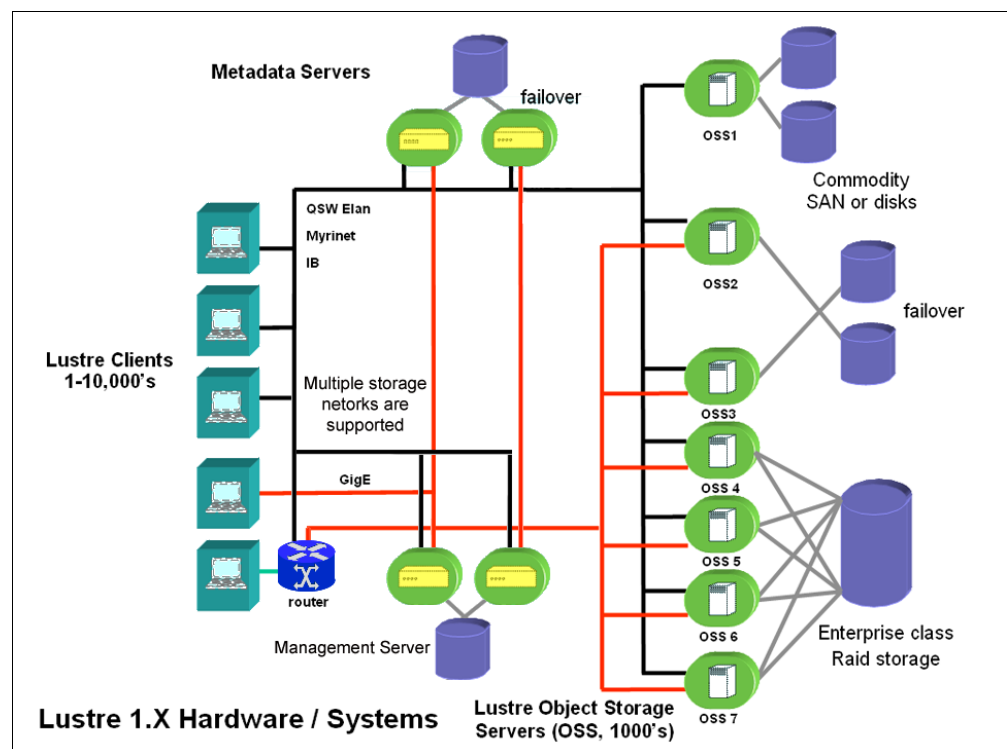 Metadata Servers
failover
OSS1
Commodity
SAN or disks
QSW Elan
Myrinet
IB
OSS2
failover
Lustre Clients
1-10,000's
Multiple storage
netorks are
supported
OSS3
OSS 4
GigE
OSS 5
router
OSS 6
Management Server
Enterprise class
Raid storage
OSS 7
Lustre 1.X Hardware / Systems
Lustre Object Storage
Servers (OSS, 1000's)